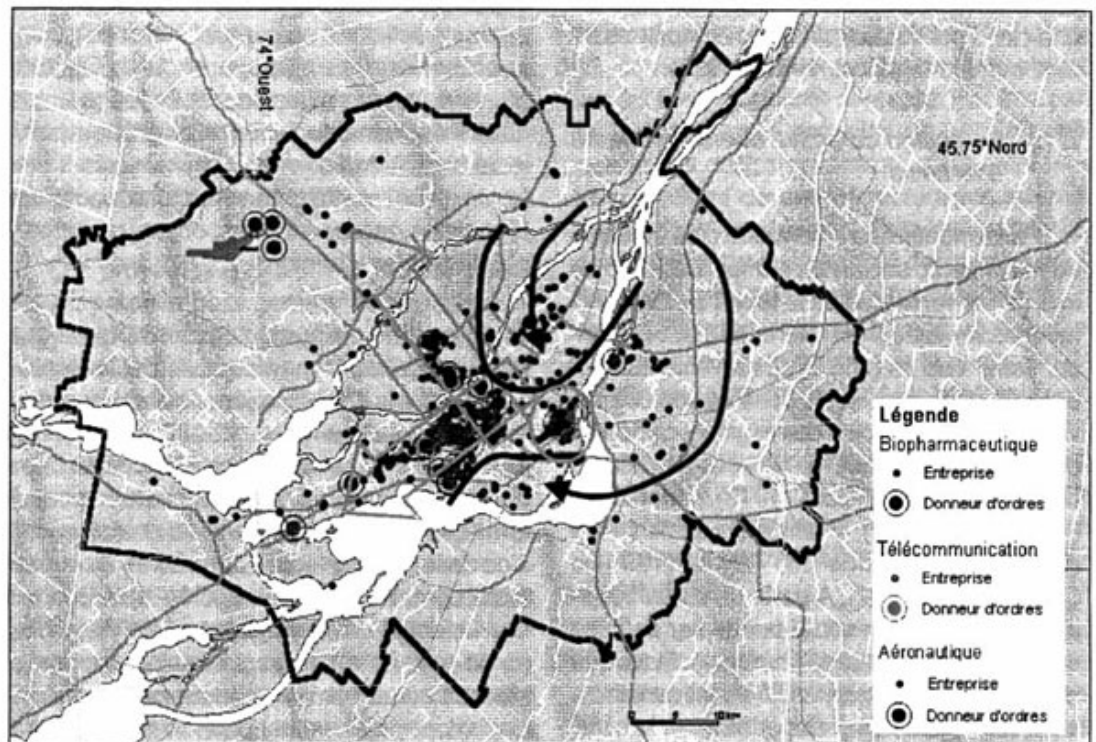 74°Ouest
45.75°Nord
Légende
Biopharmaceutique
Entreprise
Donneur d'ordres
Télécommunication
Entreprise
Donneur d'ordres
Aéronautique
Entreprise
Donneur d'ordres